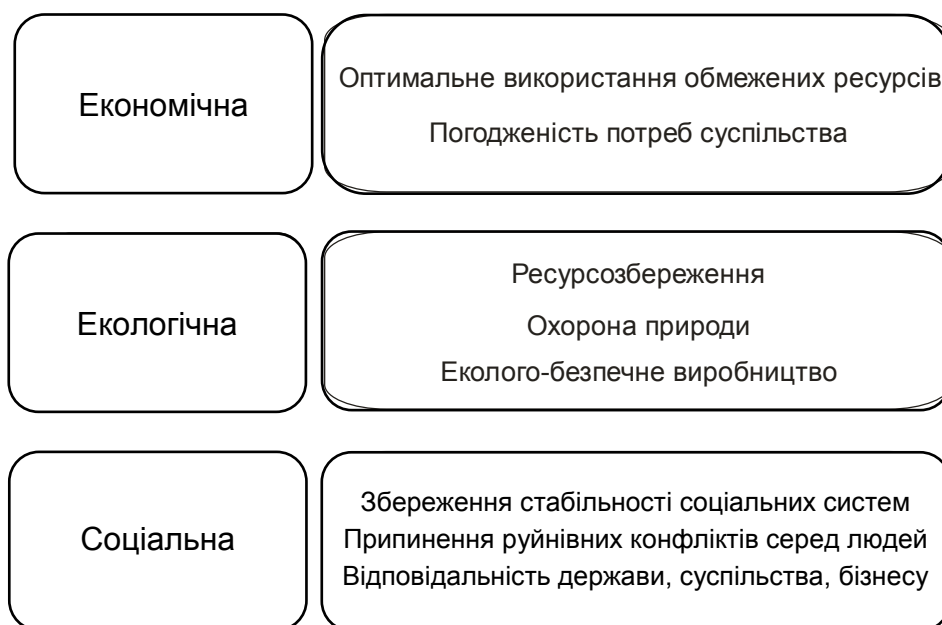 Економічна
Оптимальне використання обмежених ресурсів
Погодженість потреб суспільства
Екологічна
Ресурсозбереження
Охорона природи
Еколого-безпечне виробництво
Соціальна
Збереження стабільності соціальних систем
Припинення руйнівних конфліктів серед людей
Відповідальність держави, суспільства, бізнесу